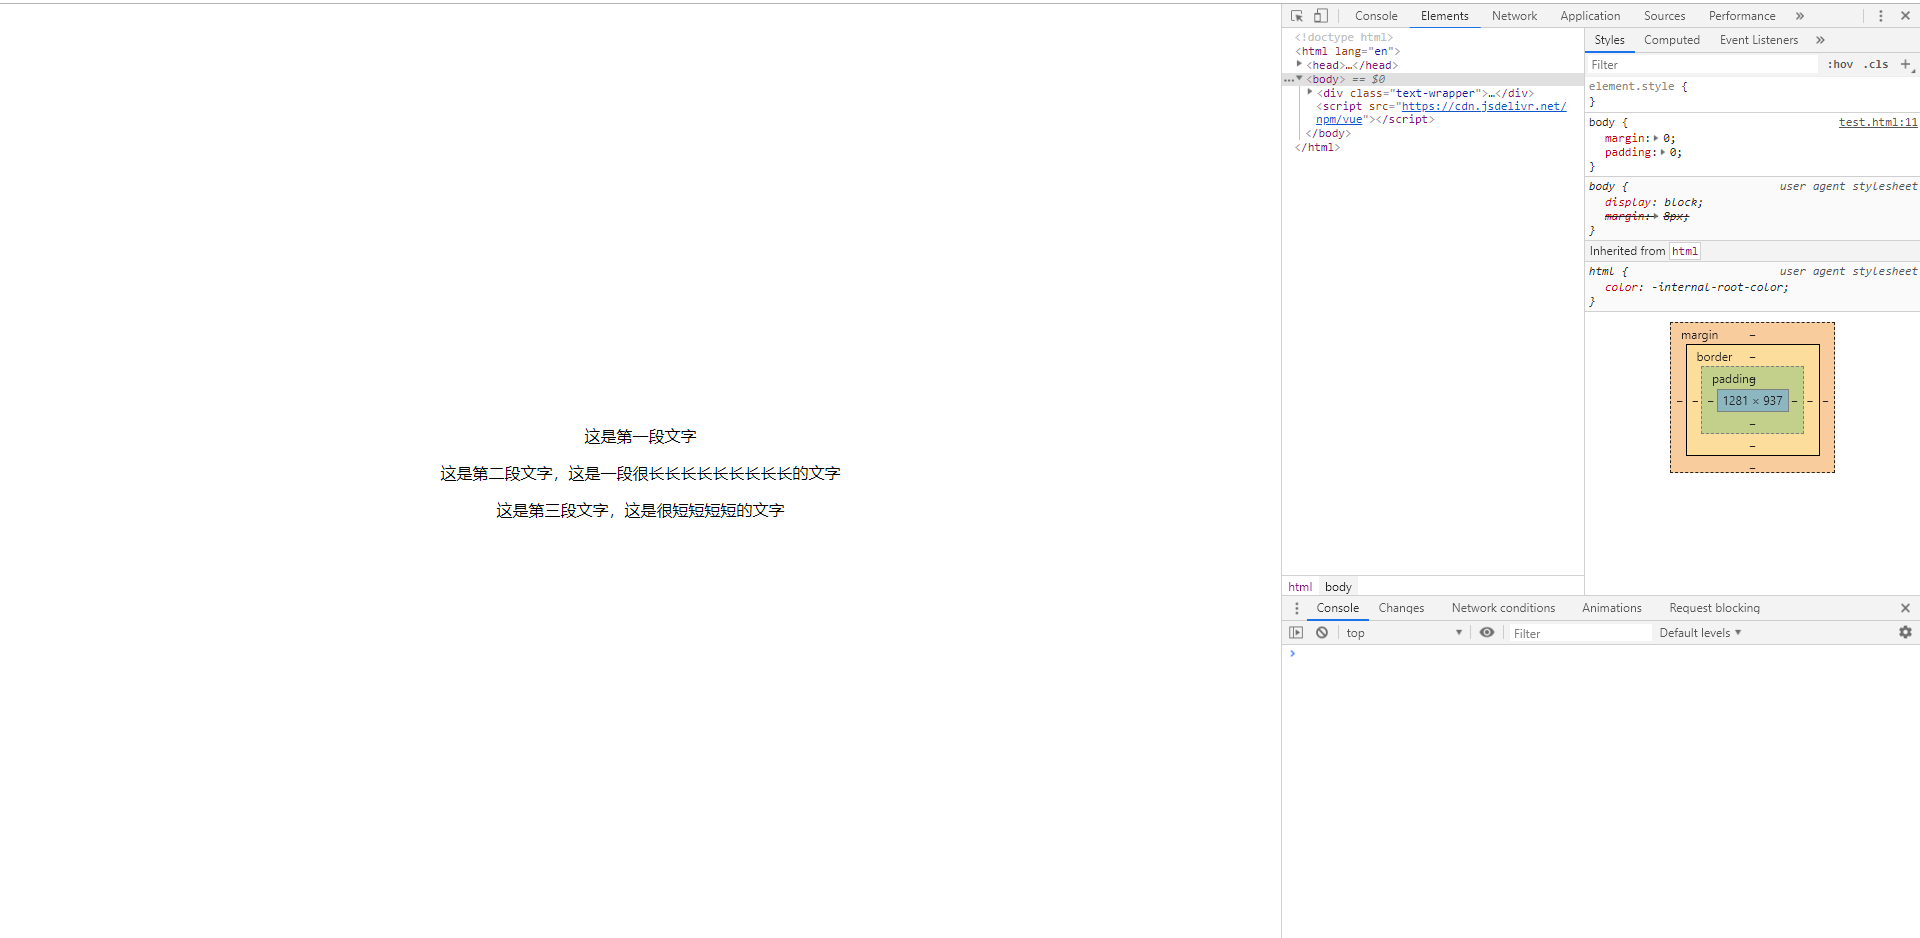 这是第一段文字
这是第二段文字，这是一段很长长长长长长长长长的文字
这是第三段文字，这是很短短短短的文字
Console Elements Network Application Sources Performance »
<!doctype html>
<html lang="en">
<head>…</head>
<body> == $0
<div class="text-wrapper">…</div>
<script src="https://cdn.jsdelivr.net/
npm/vue"></script>
</body>
</html>
html body
Styles Computed Event Listeners »
Filter :hov .cls +
element.style {
}
body { test.html:11
margin: 0;
padding: 0;
}
body { user agent stylesheet
display: block;
margin: 8px;
}
Inherited from html
html { user agent stylesheet
color: -internal-root-color;
}
margin –
border –
padding –
– – – 1281 × 937 – – –
–
–
–
Console Changes Network conditions Animations Request blocking
top Filter Default levels